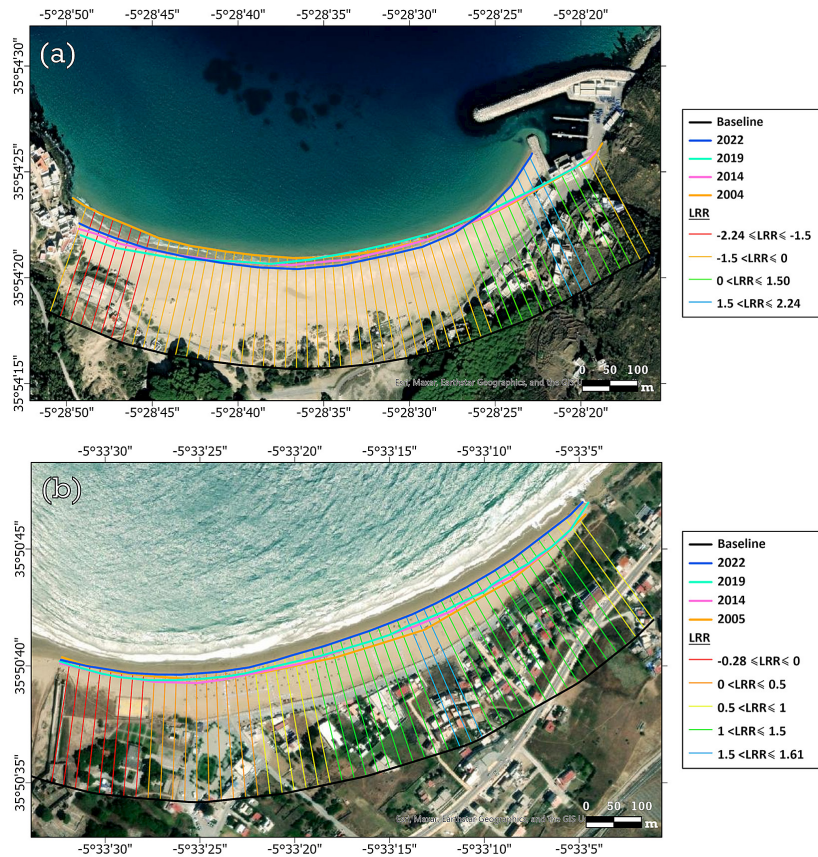 -5°28'50" -5°28'45" -5°28'40" -5°28'35" -5°28'30" -5°28'25" -5°28'20"
(a)
35°54'30"
35°54'25"
35°54'20"
35°54'15"
Esri, Maxar, Earthstar Geographics, and the GIS U
0 50 100
m
-5°28'50" -5°28'45" -5°28'40" -5°28'35" -5°28'30" -5°28'25" -5°28'20"
Baseline
2022
2019
2014
2004
LRR
-2.24 ⩽LRR⩽ -1.5
-1.5 <LRR⩽ 0
0 <LRR⩽ 1.50
1.5 <LRR⩽ 2.24
-5°33'30" -5°33'25" -5°33'20" -5°33'15" -5°33'10" -5°33'5"
(b)
35°50'45"
35°50'40"
35°50'35"
Esri, Maxar, Earthstar Geographics, and the GIS U
0 50 100
m
-5°33'30" -5°33'25" -5°33'20" -5°33'15" -5°33'10" -5°33'5"
Baseline
2022
2019
2014
2005
LRR
-0.28 ⩽LRR⩽ 0
0 <LRR⩽ 0.5
0.5 <LRR⩽ 1
1 <LRR⩽ 1.5
1.5 <LRR⩽ 1.61